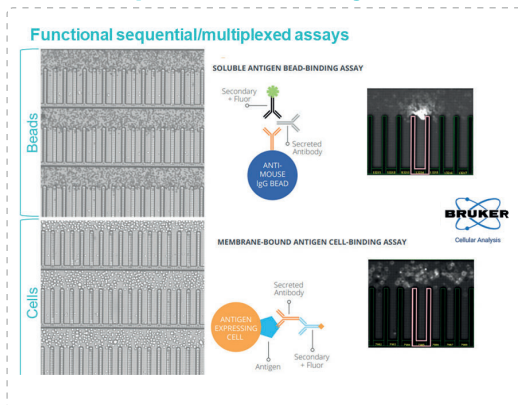 Functional sequential/multiplexed assays
Beads
SOLUBLE ANTIGEN BEAD-BINDING ASSAY
Secondary
+ Fluor
Secreted
Antibody
ANTI-
MOUSE
IgG BEAD
BRUKER
Cellular Analysis
Cells
MEMBRANE-BOUND ANTIGEN CELL-BINDING ASSAY
Secreted
Antibody
ANTIGEN
EXPRESSING
CELL
Antigen
Secondary
+ Fluor